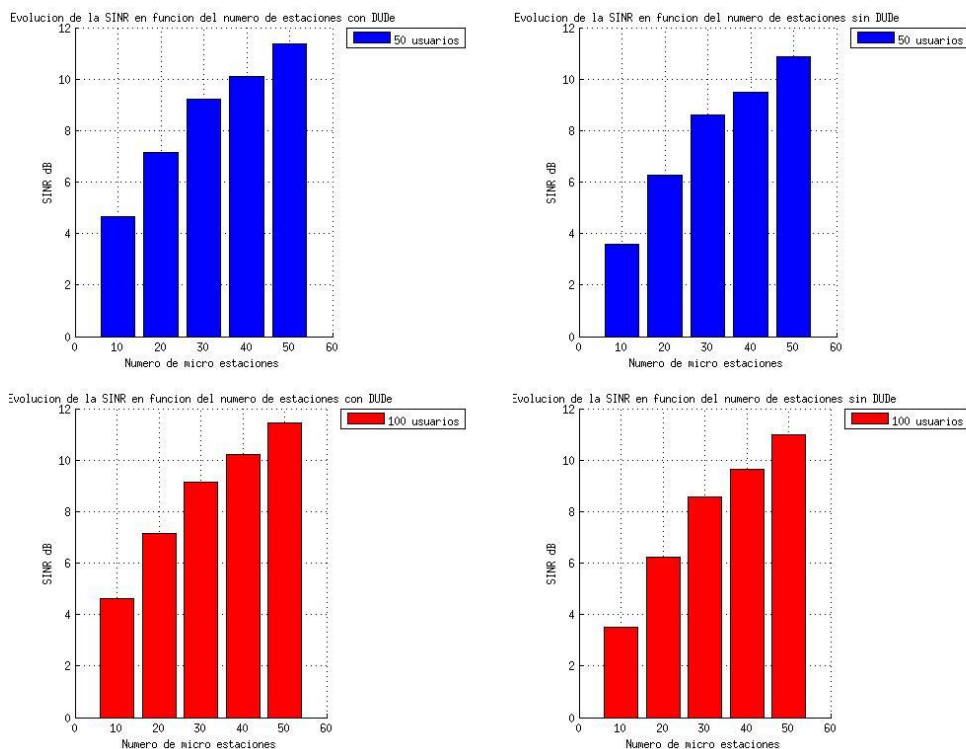 Evolucion de la SINR en funcion del numero de estaciones con DUDe
50 usuarios
12
10
8
6
4
2
0
SINR dB
0 10 20 30 40 50 60
Numero de micro estaciones
Evolucion de la SINR en funcion del numero de estaciones sin DUDe
50 usuarios
12
10
8
6
4
2
0
SINR dB
0 10 20 30 40 50 60
Numero de micro estaciones
Evolucion de la SINR en funcion del numero de estaciones con DUDe
100 usuarios
12
10
8
6
4
2
0
SINR dB
0 10 20 30 40 50 60
Numero de micro estaciones
Evolucion de la SINR en funcion del numero de estaciones sin DUDe
100 usuarios
12
10
8
6
4
2
0
SINR dB
0 10 20 30 40 50 60
Numero de micro estaciones